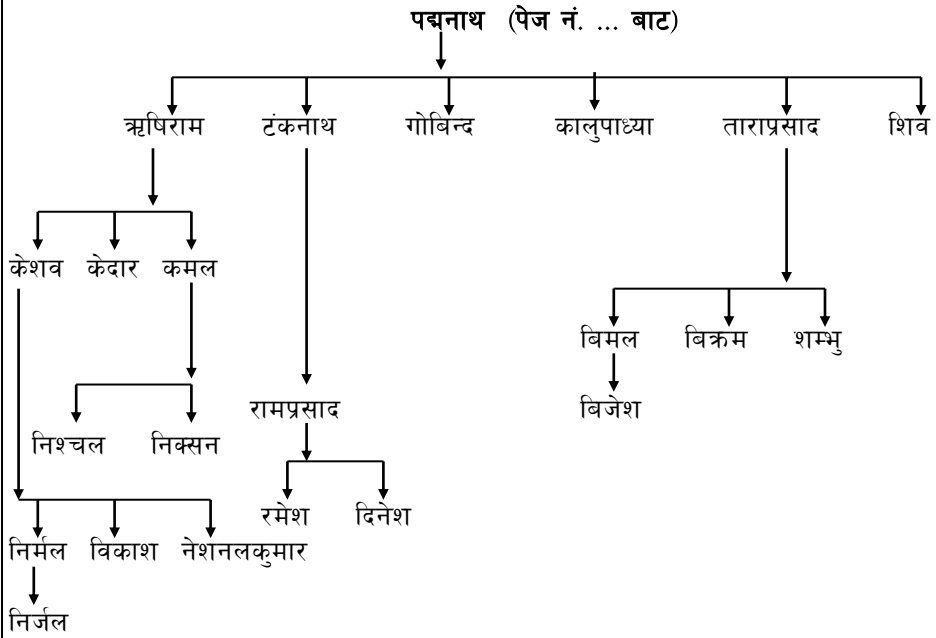 पद्मनाथ (पेज नं. ... बाट)
ऋषिराम टंकनाथ गोबिन्द कालुपाध्या ताराप्रसाद शिव
केशव केदार कमल
बिमल बिक्रम शम्भु
रामप्रसाद बिजेश
निश्चल निक्सन
रमेश दिनेश
निर्मल विकाश नेशनलकुमार
निर्जल